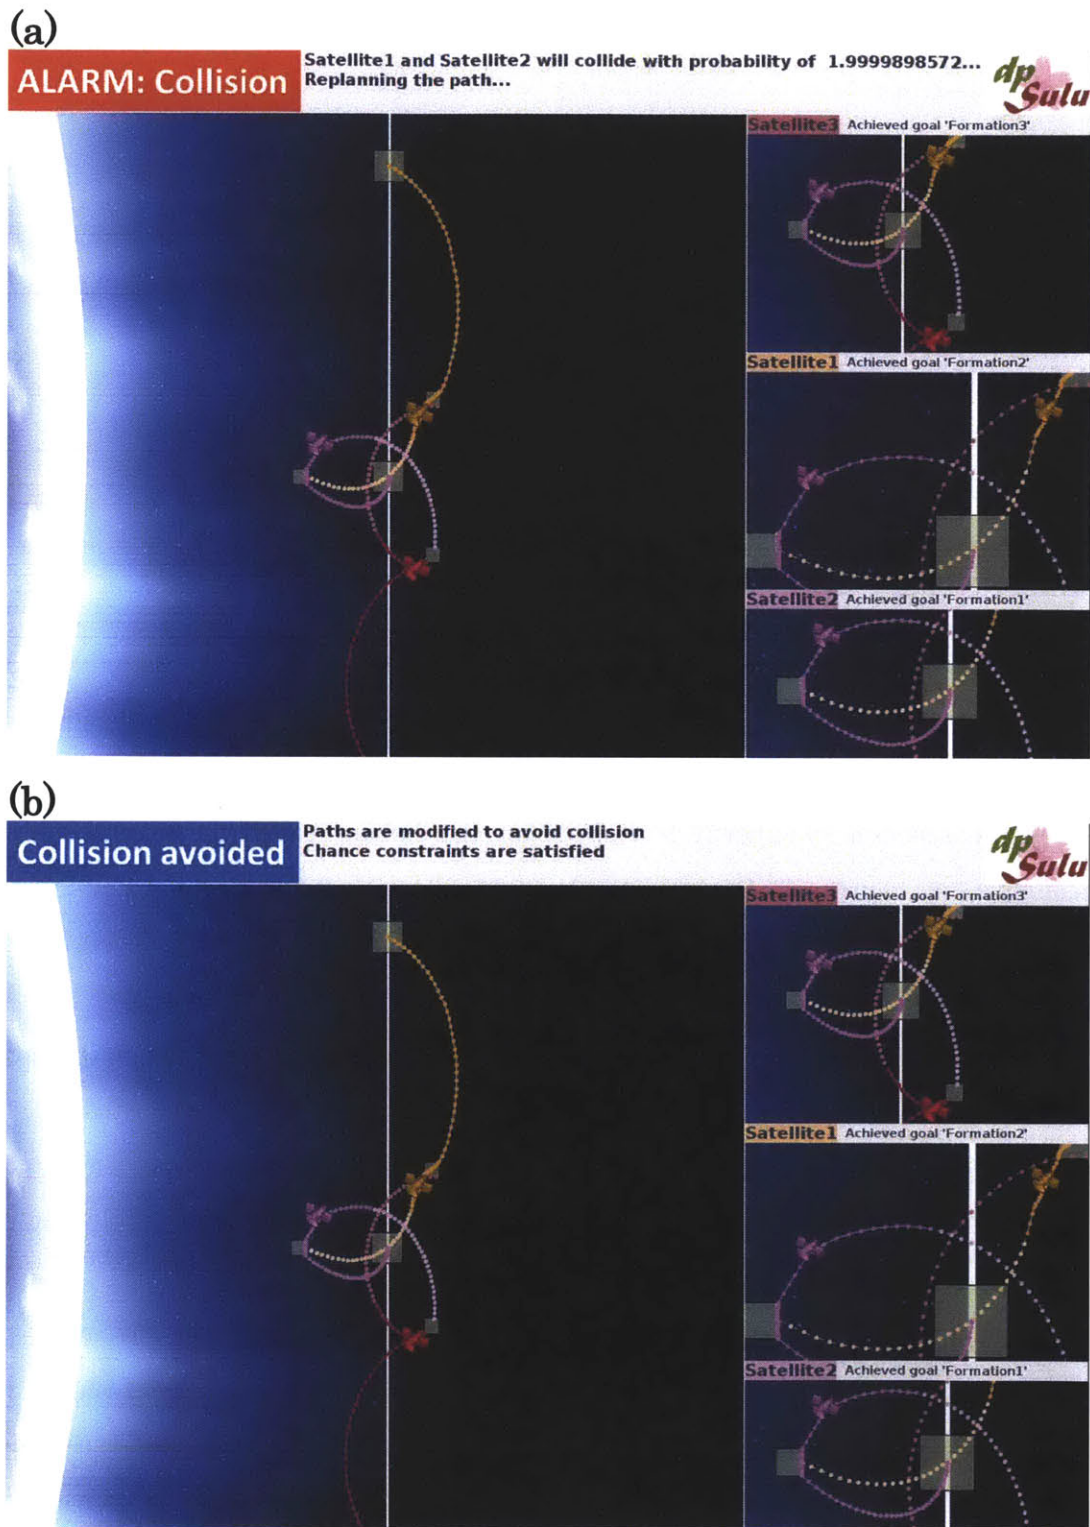 (a)
ALARM: Collision
Satellite1 and Satellite2 will collide with probability of 1.9999898572...
Replanning the path...
dp
Sulu
Satellite3 Achieved goal 'Formation3'
Satellite1 Achieved goal 'Formation2'
Satellite2 Achieved goal 'Formation1'
(b)
Collision avoided
Paths are modified to avoid collision
Chance constraints are satisfied
dp
Sulu
Satellite3 Achieved goal 'Formation3'
Satellite1 Achieved goal 'Formation2'
Satellite2 Achieved goal 'Formation1'